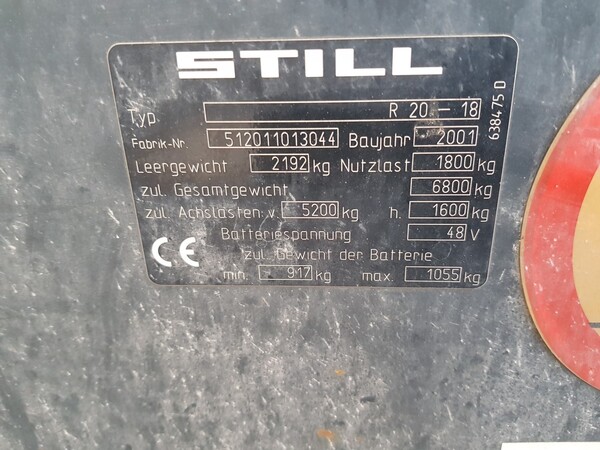 STILL
Typ R 20 - 18
Fabrik-Nr. 512011013044 Baujahr 2001
Leergewicht 2192 kg Nutzlast 1800 kg
zul. Gesamtgewicht 6800 kg
zul. Achslasten: v. 5200 kg h. 1600 kg
Batteriespannung 48 V
zul. Gewicht der Batterie
min. 917 kg max. 1055 kg
CE
638475 D